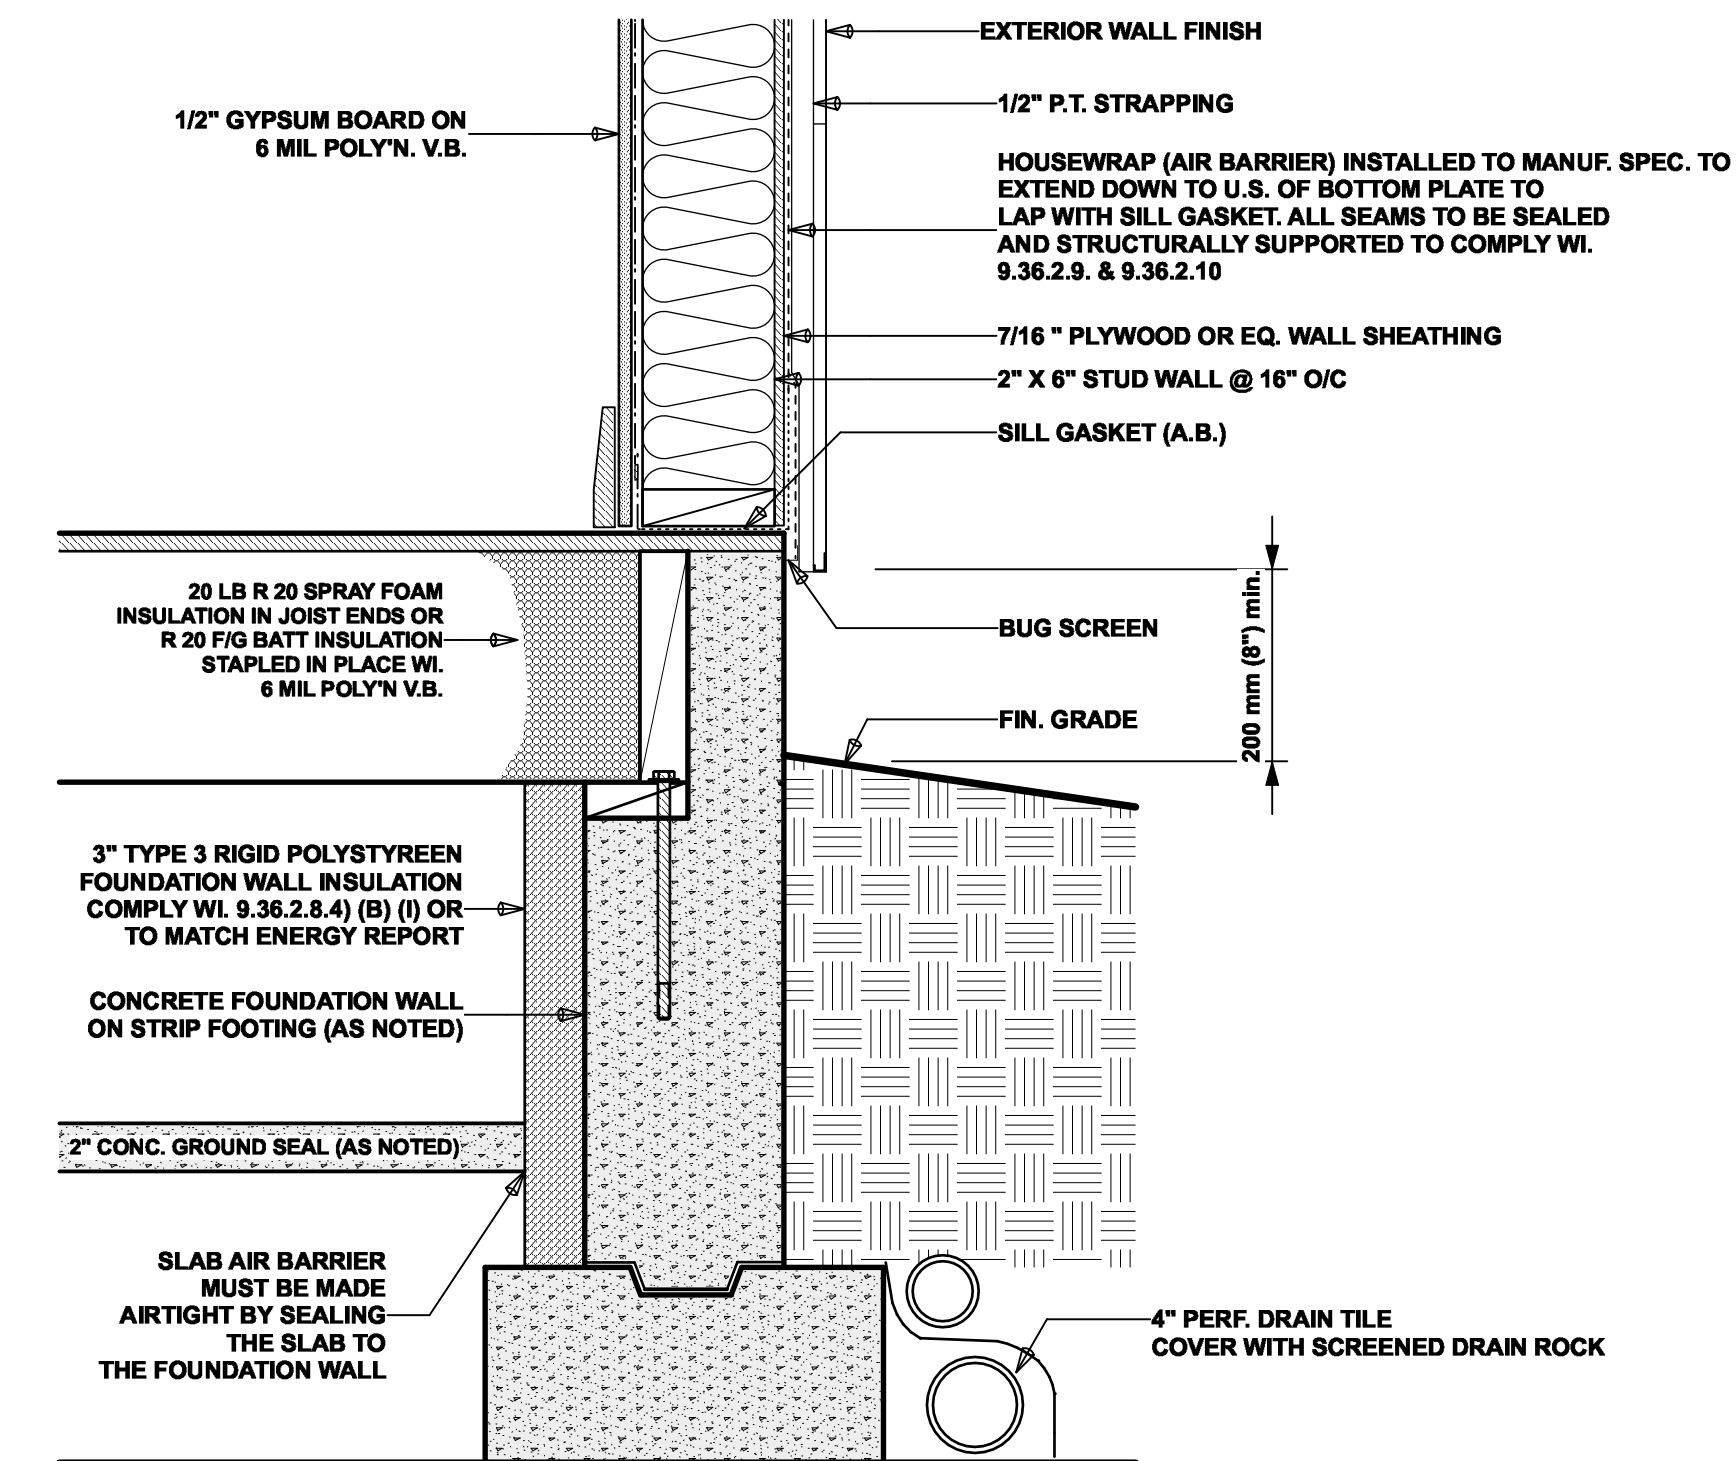 EXTERIOR WALL FINISH
1/2" GYPSUM BOARD ON
6 MIL POLY'N. V.B.
1/2" P.T. STRAPPING
HOUSEWRAP (AIR BARRIER) INSTALLED TO MANUF. SPEC. TO
EXTEND DOWN TO U.S. OF BOTTOM PLATE TO
LAP WITH SILL GASKET. ALL SEAMS TO BE SEALED
AND STRUCTURALLY SUPPORTED TO COMPLY WI.
9.36.2.9. & 9.36.2.10
7/16 " PLYWOOD OR EQ. WALL SHEATHING
2" X 6" STUD WALL @ 16" O/C
SILL GASKET (A.B.)
20 LB R 20 SPRAY FOAM
INSULATION IN JOIST ENDS OR
R 20 F/G BATT INSULATION
STAPLED IN PLACE WI.
6 MIL POLY'N V.B.
BUG SCREEN
200 mm (8") min.
FIN. GRADE
3" TYPE 3 RIGID POLYSTYREEN
FOUNDATION WALL INSULATION
COMPLY WI. 9.36.2.8.4) (B) (I) OR
TO MATCH ENERGY REPORT
CONCRETE FOUNDATION WALL
ON STRIP FOOTING (AS NOTED)
2" CONC. GROUND SEAL (AS NOTED)
SLAB AIR BARRIER
MUST BE MADE
AIRTIGHT BY SEALING
THE SLAB TO
THE FOUNDATION WALL
4" PERF. DRAIN TILE
COVER WITH SCREENED DRAIN ROCK